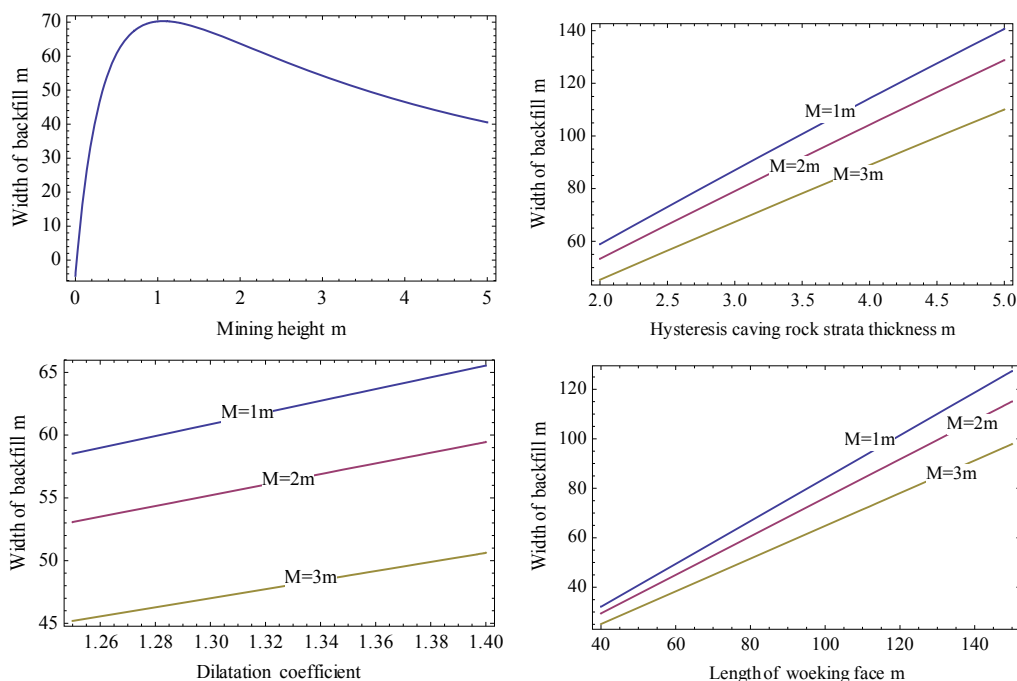 Width of backfill m
70
60
50
40
30
20
70
0
0
1
2
3
4
5
Mining height m
Width of backfill m
140
120
100
80
60
M=1m
M=2m
M=3m
2.0
2.5
3.0
3.5
4.0
4.5
5.0
Hysteresis caving rock strata thickness m
Width of backfill m
65
60
55
50
45
M=1m
M=2m
M=3m
1.26
1.28
1.30
1.32
1.34
1.36
1.38
1.40
Dilatation coefficient
Width of backfill m
120
100
80
60
40
M=1m
M=2m
M=3m
40
60
80
100
120
140
Length of woeking face m